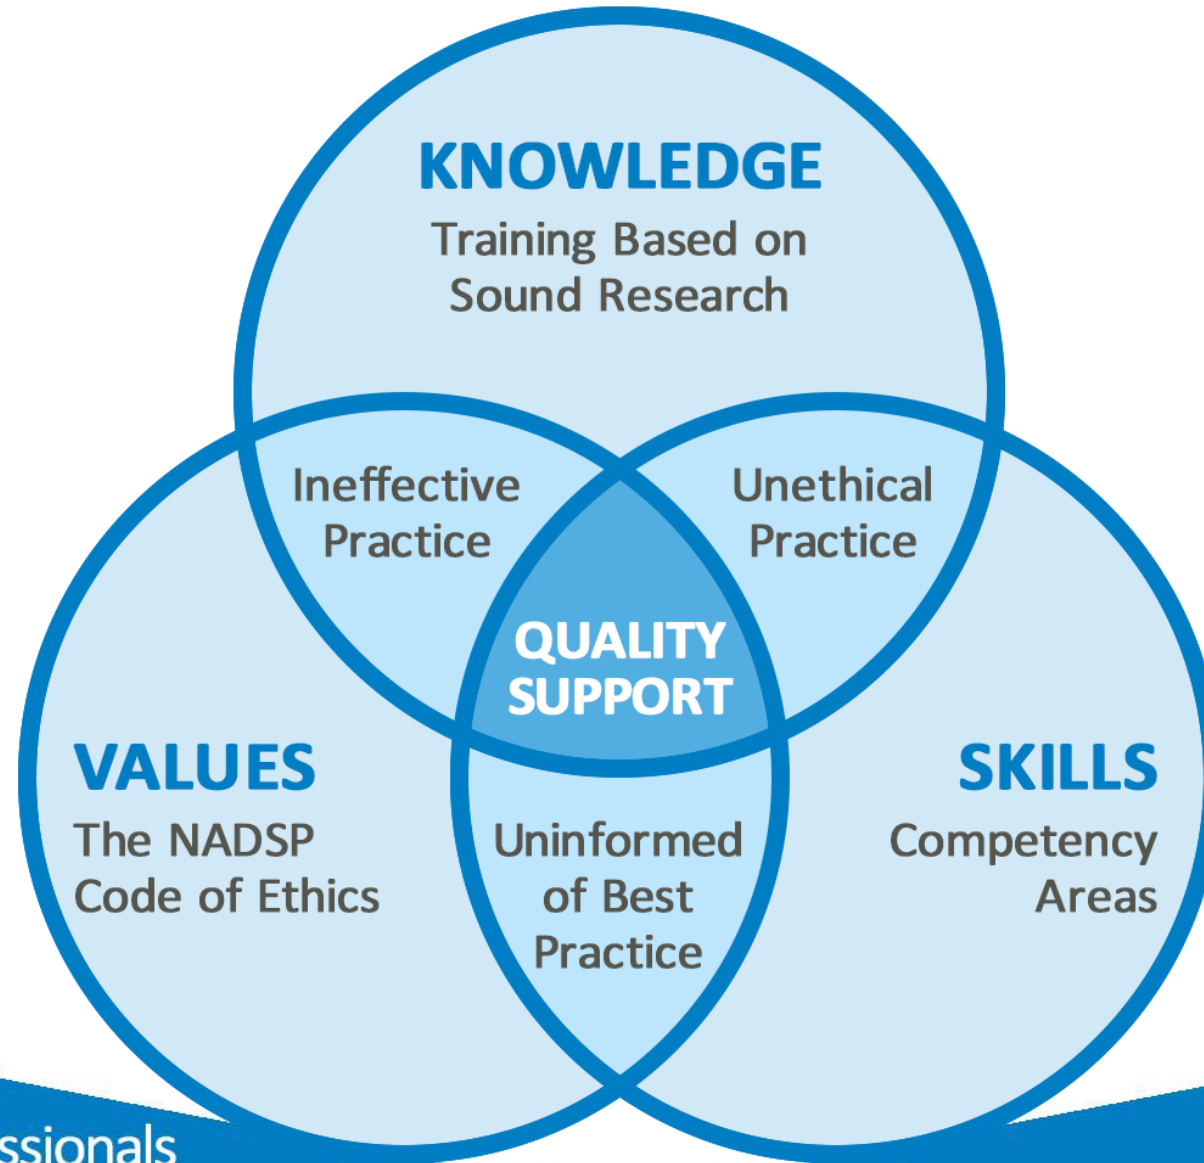 KNOWLEDGE
Training Based on
Sound Research
Ineffective
Practice
Unethical
Practice
QUALITY
SUPPORT
VALUES
The NADSP
Code of Ethics
SKILLS
Competency
Areas
Uninformed
of Best
Practice
ssionals